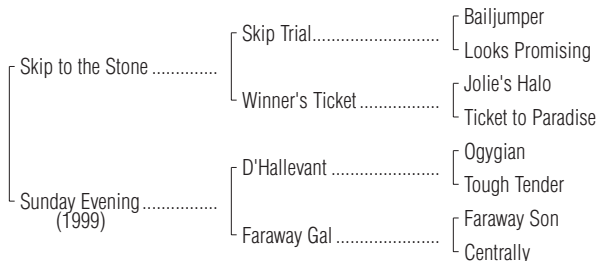 Bailjumper
Skip Trial
Looks Promising
Skip to the Stone
Jolie's Halo
Winner's Ticket
Ticket to Paradise
Ogygian
D'Hallevant
Tough Tender
Sunday Evening
(1999)
Faraway Son
Faraway Gal
Centrally